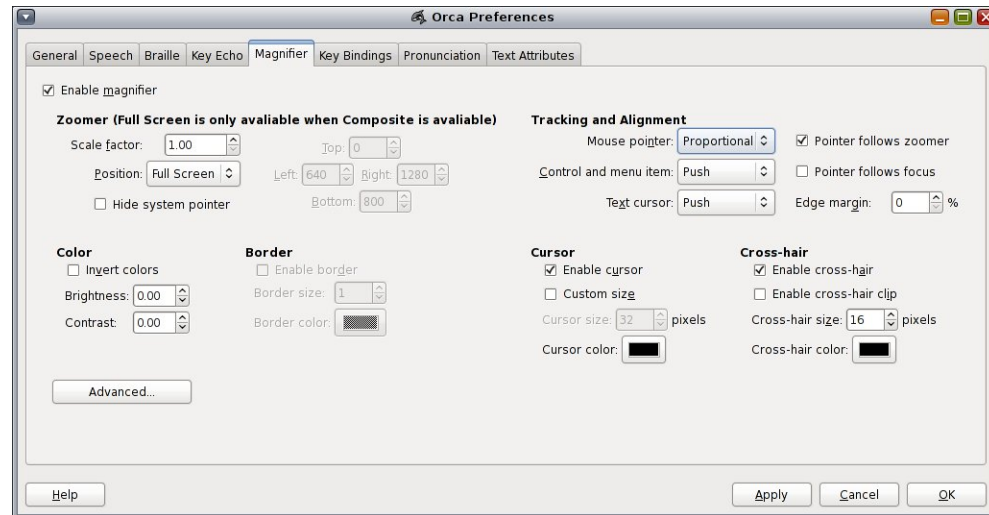 Orca Preferences
General Speech Braille Key Echo Magnifier Key Bindings Pronunciation Text Attributes
Enable magnifier
Zoomer (Full Screen is only avaliable when Composite is avaliable)
Scale factor: 1.00
Position: Full Screen
Hide system pointer
Top: 0
Left: 640 Right: 1280
Bottom: 800
Tracking and Alignment
Mouse pointer: Proportional Pointer follows zoomer
Control and menu item: Push Pointer follows focus
Text cursor: Push Edge margin: 0 %
Color
Invert colors
Brightness: 0.00
Contrast: 0.00
Border
Enable border
Border size: 1
Border color:
Cursor
Enable cursor
Custom size
Cursor size: 32 pixels
Cursor color:
Cross-hair
Enable cross-hair
Enable cross-hair clip
Cross-hair size: 16 pixels
Cross-hair color:
Advanced...
Help Apply Cancel OK